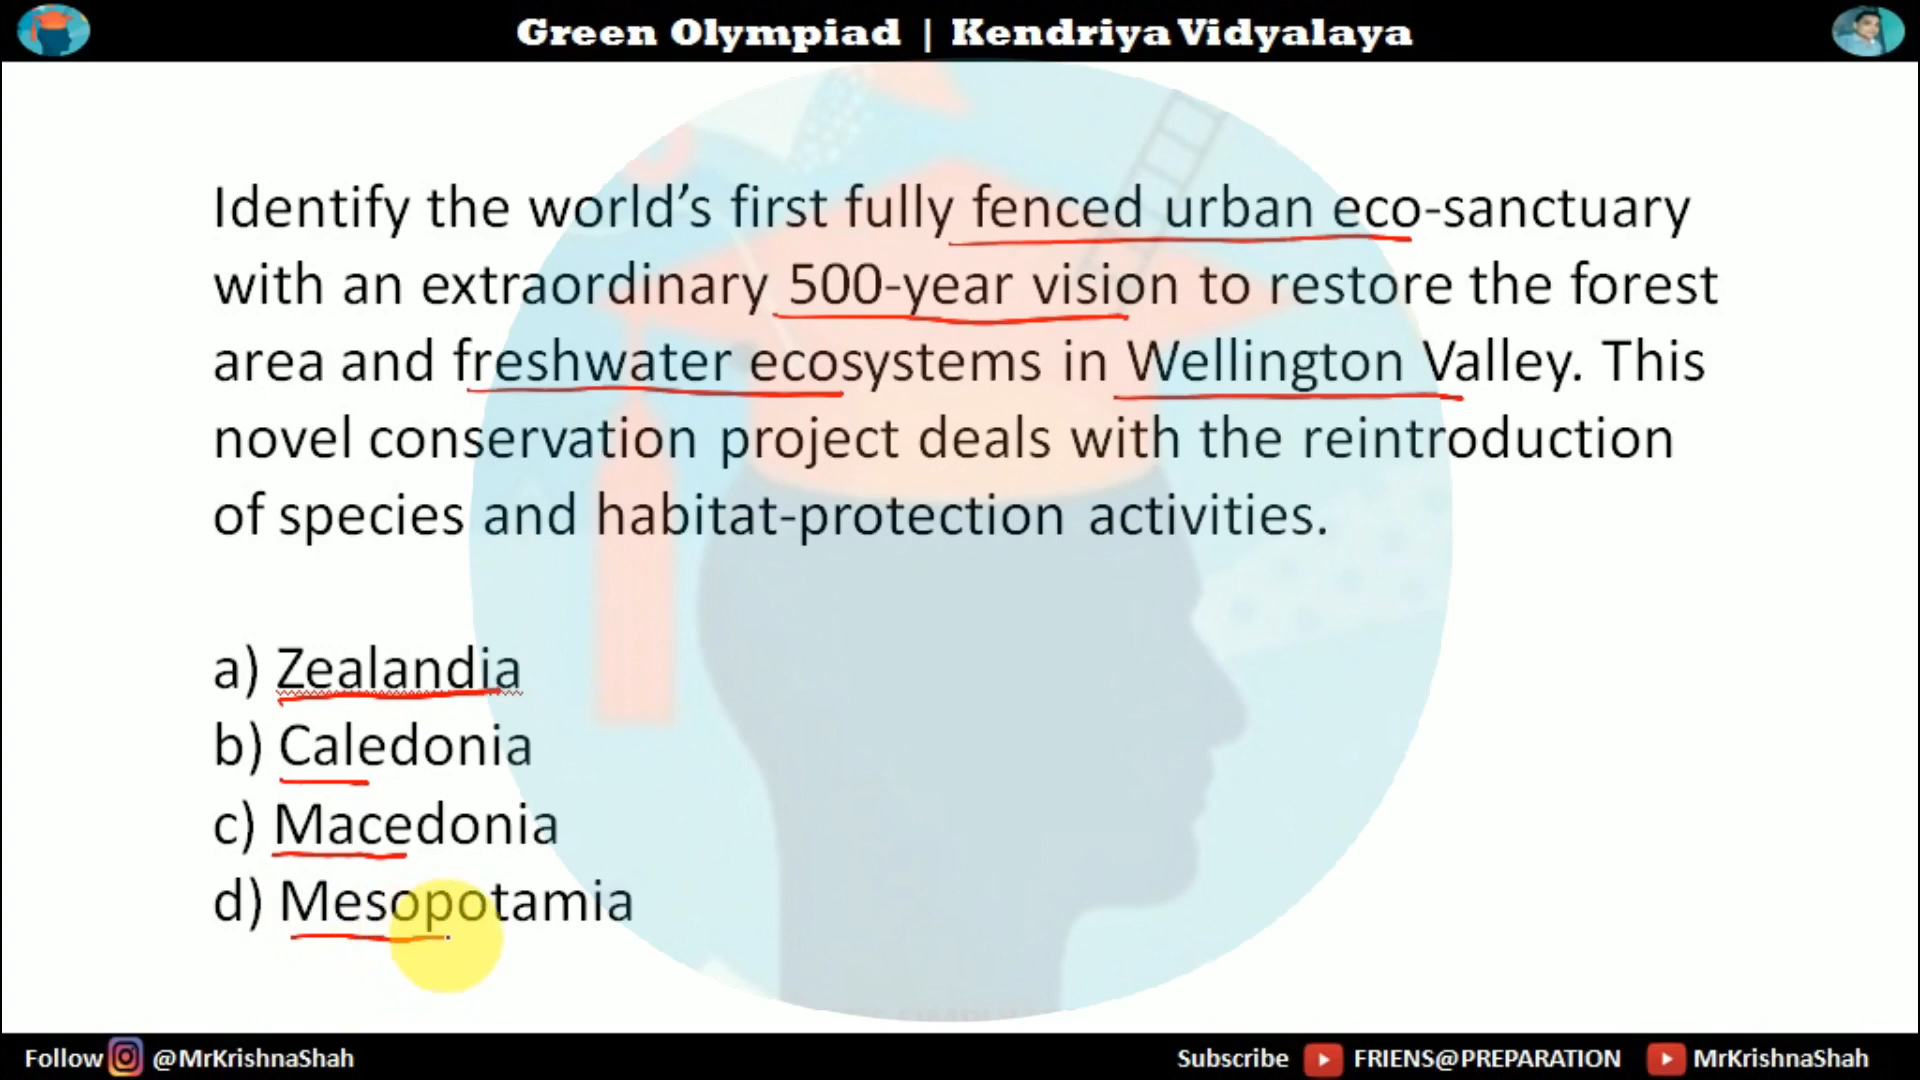 Green Olympiad | Kendriya Vidyalaya
Identify the world’s first fully fenced urban eco-sanctuary
with an extraordinary 500-year vision to restore the forest
area and freshwater ecosystems in Wellington Valley. This
novel conservation project deals with the reintroduction
of species and habitat-protection activities.
a) Zealandia
b) Caledonia
c) Macedonia
d) Mesopotamia
Follow @MrKrishnaShah
Subscribe FRIENS@PREPARATION MrKrishnaShah